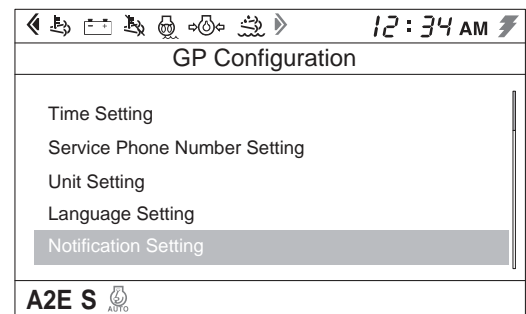 12:34 AM
GP Configuration
Time Setting
Service Phone Number Setting
Unit Setting
Language Setting
Notification Setting
A2E S AUTO